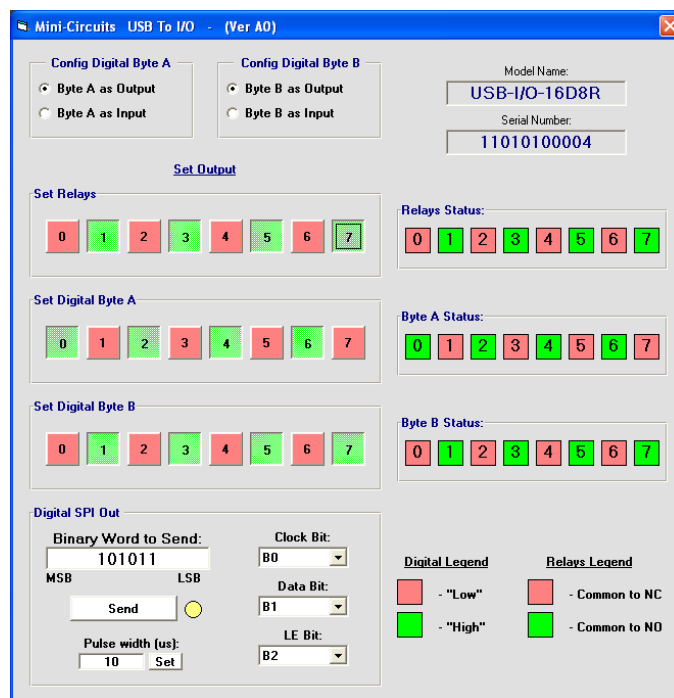 Mini-Circuits USB To I/O - (Ver A0)
Config Digital Byte A
Byte A as Output
Byte A as Input
Config Digital Byte B
Byte B as Output
Byte B as Input
Model Name:
USB-I/O-16D8R
Serial Number:
11010100004
Set Output
Set Relays
0 1 2 3 4 5 6 7
Relays Status:
0 1 2 3 4 5 6 7
Set Digital Byte A
0 1 2 3 4 5 6 7
Byte A Status:
0 1 2 3 4 5 6 7
Set Digital Byte B
0 1 2 3 4 5 6 7
Byte B Status:
0 1 2 3 4 5 6 7
Digital SPI Out
Binary Word to Send:
101011
MSB LSB
Send
Pulse width (us):
10 Set
Clock Bit:
B0
Data Bit:
B1
LE Bit:
B2
Digital Legend
- "Low"
- "High"
Relays Legend
- Common to NC
- Common to NO